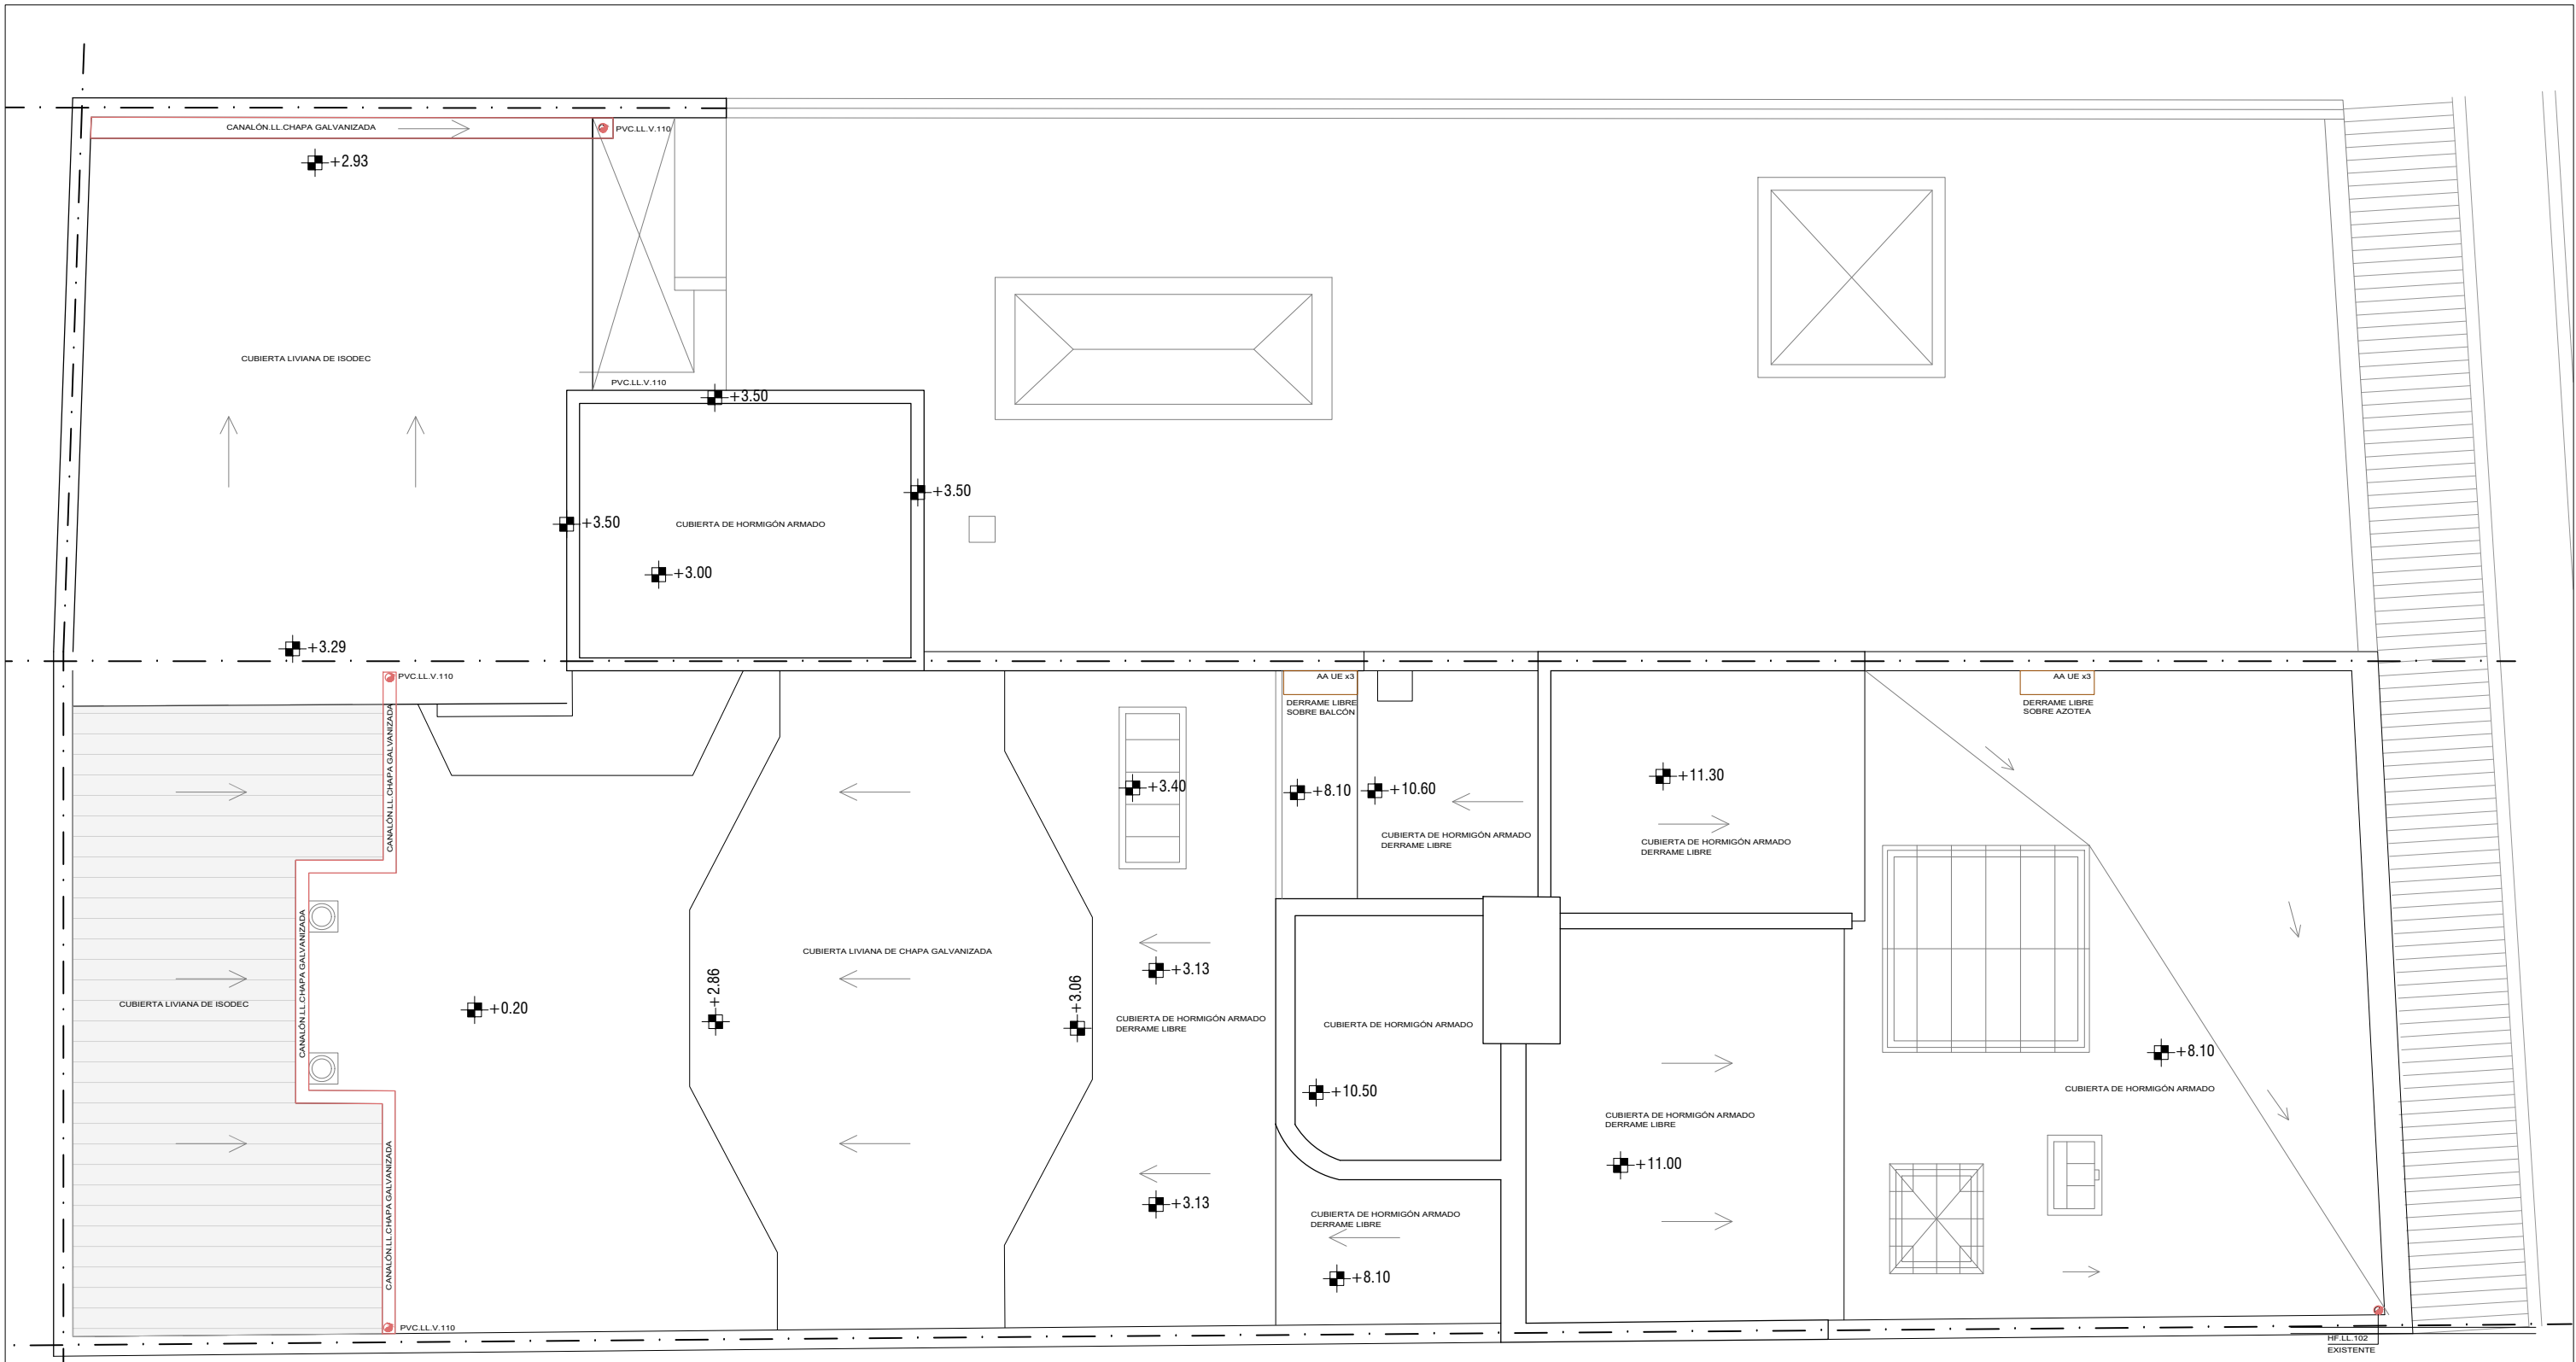 CANALÓN.LL.CHAPA GALVANIZADA
PVC.LL.V.110
+2.93
CUBIERTA LIVIANA DE ISODEC
PVC.LL.V.110
+3.50
+3.50
+3.50
CUBIERTA DE HORMIGÓN ARMADO
+3.00
+3.29
PVC.LL.V.110
AA UE x3
AA UE x3
DERRAME LIBRE
SOBRE BALCÓN
DERRAME LIBRE
SOBRE AZOTEA
CANALÓN.LL.CHAPA GALVANIZADA
+3.40
+8.10
+10.60
+11.30
CUBIERTA DE HORMIGÓN ARMADO
DERRAME LIBRE
CUBIERTA DE HORMIGÓN ARMADO
DERRAME LIBRE
CANALÓN.LL.CHAPA GALVANIZADA
CUBIERTA LIVIANA DE CHAPA GALVANIZADA
+2.86
+3.06
+3.13
CUBIERTA LIVIANA DE ISODEC
+0.20
CUBIERTA DE HORMIGÓN ARMADO
DERRAME LIBRE
CUBIERTA DE HORMIGÓN ARMADO
+8.10
CUBIERTA DE HORMIGÓN ARMADO
+10.50
CUBIERTA DE HORMIGÓN ARMADO
DERRAME LIBRE
+11.00
CANALÓN.LL.CHAPA GALVANIZADA
+3.13
CUBIERTA DE HORMIGÓN ARMADO
DERRAME LIBRE
+8.10
PVC.LL.V.110
HF.LL.102
EXISTENTE